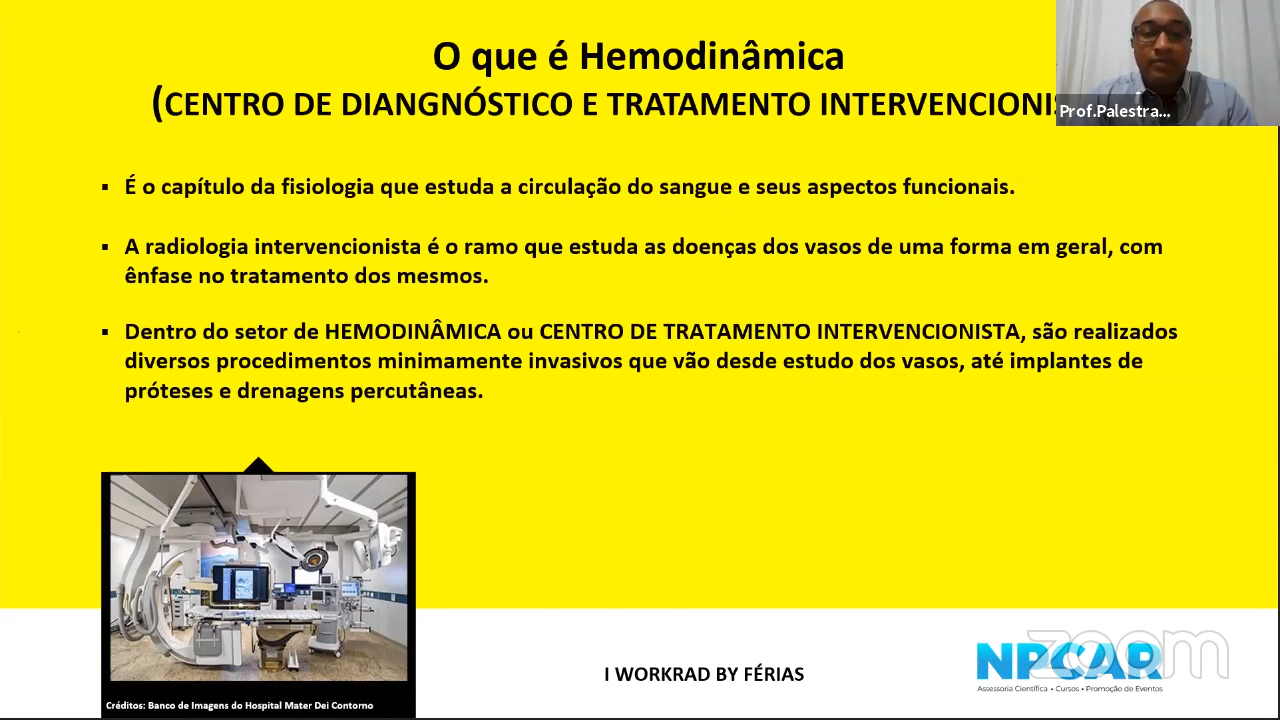 O que é Hemodinâmica
(CENTRO DE DIANGNÓSTICO E TRATAMENTO INTERVENCIONIS
Prof.Palestra...
▪ É o capítulo da fisiologia que estuda a circulação do sangue e seus aspectos funcionais.
▪ A radiologia intervencionista é o ramo que estuda as doenças dos vasos de uma forma em geral, com
ênfase no tratamento dos mesmos.
▪ Dentro do setor de HEMODINÂMICA ou CENTRO DE TRATAMENTO INTERVENCIONISTA, são realizados
diversos procedimentos minimamente invasivos que vão desde estudo dos vasos, até implantes de
próteses e drenagens percutâneas.
Créditos: Banco de Imagens do Hospital Mater Dei Contorno
I WORKRAD BY FÉRIAS
NPCAR
zoom
Assessoria Científica • Cursos • Promoção de Eventos